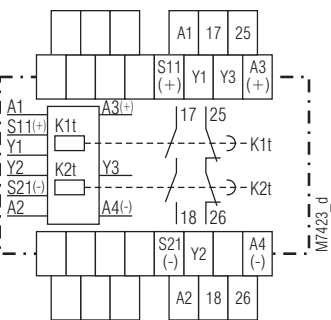 A1 17 25
S11 (+) Y1 Y3 A3 (+)
A1 A3(+)
S11(+) K1t 17 25
Y1 K1t
Y2 K2t Y3
S21(-) K2t
A2 A4(-) 18 26
S21 (-) Y2 A4 (-)
A2 18 26
M7423_d